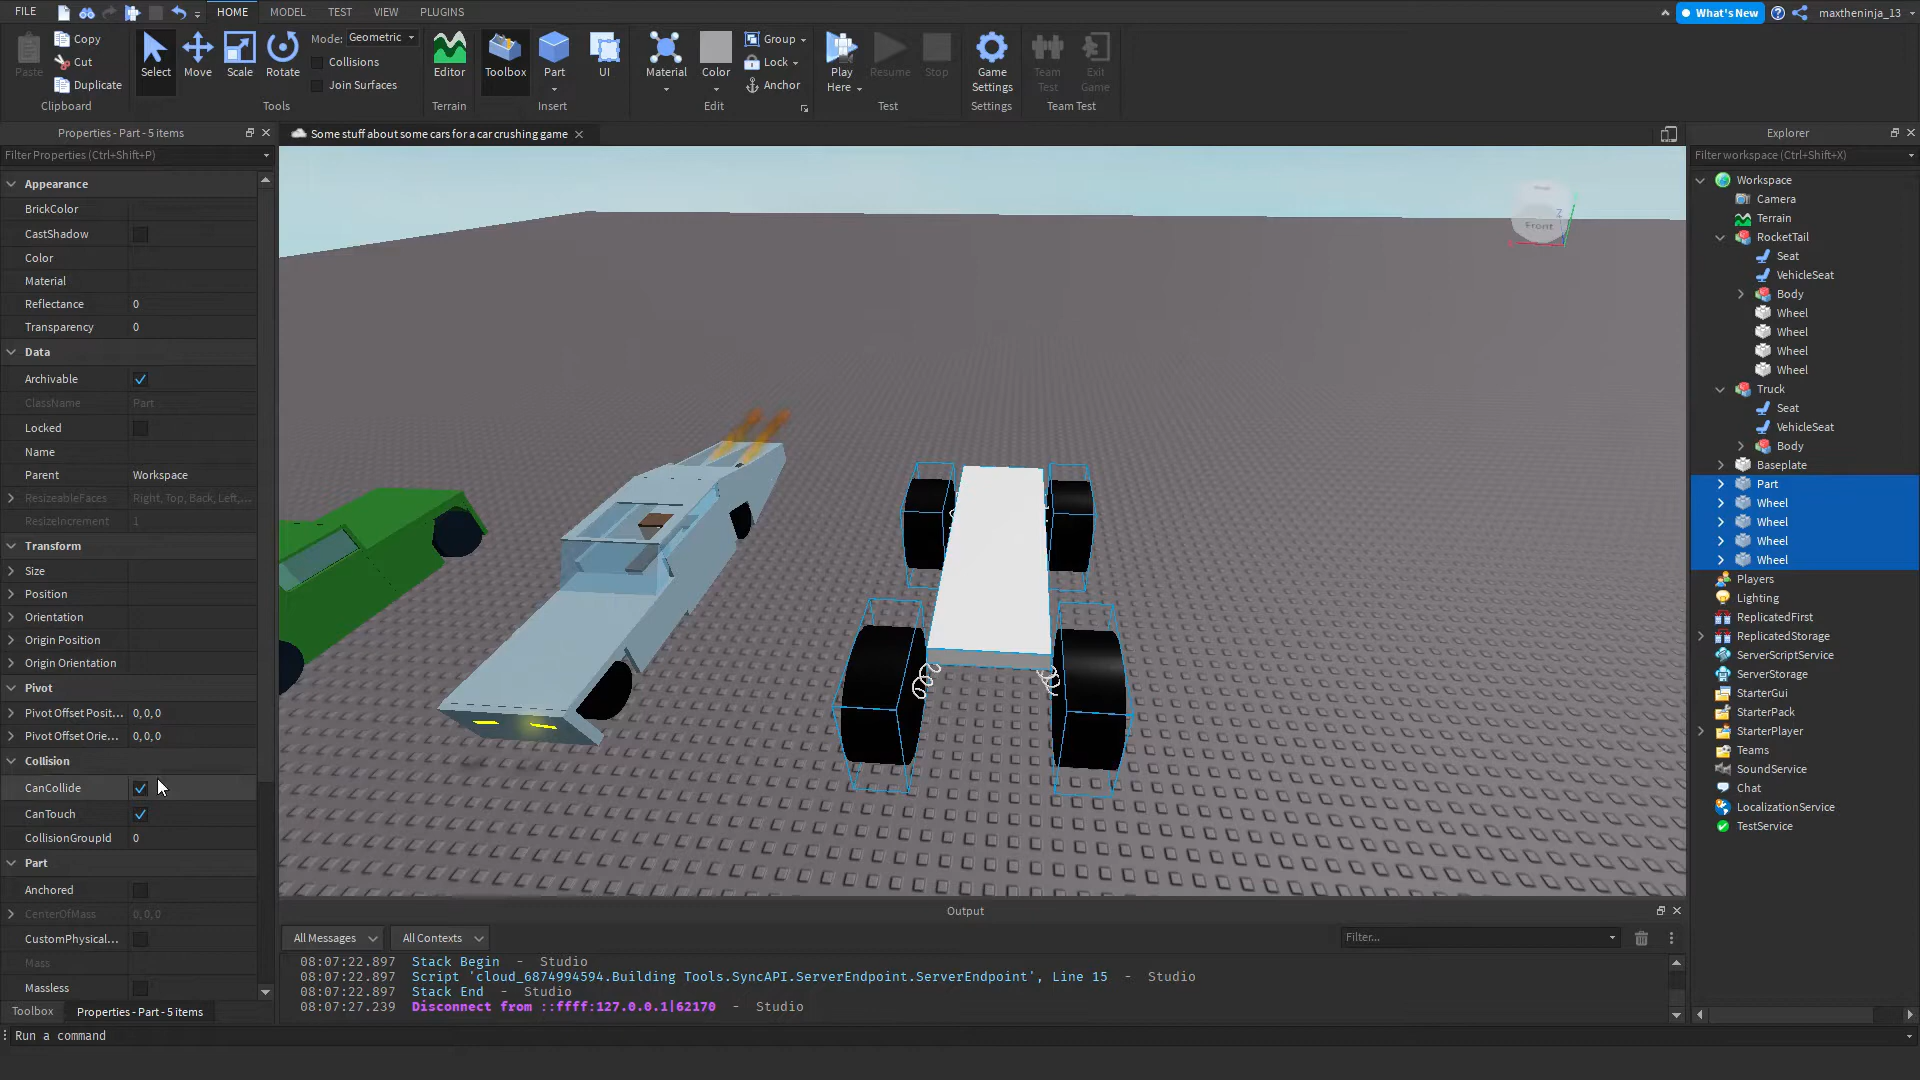 FILE HOME MODEL TEST VIEW PLUGINS What's New maxtheninja_13
Paste Copy Cut Duplicate Clipboard
Select Move Scale Rotate Mode: Geometric Collisions Join Surfaces Tools
Editor Terrain
Toolbox Part UI Insert
Material Color Group Lock Anchor Edit
Play Here Resume Stop Test
Game Settings Settings
Team Test Exit Game Team Test
Properties - Part - 5 items
Filter Properties (Ctrl+Shift+P)
Appearance
BrickColor
CastShadow
Color
Material
Reflectance 0
Transparency 0
Data
Archivable
ClassName Part
Locked
Name
Parent Workspace
ResizeableFaces Right, Top, Back, Left,...
ResizeIncrement 1
Transform
Size
Position
Orientation
Origin Position
Origin Orientation
Pivot
Pivot Offset Posit... 0, 0, 0
Pivot Offset Orie... 0, 0, 0
Collision
CanCollide
CanTouch
CollisionGroupId 0
Part
Anchored
CenterOfMass 0, 0, 0
CustomPhysical...
Mass
Massless
Toolbox Properties - Part - 5 items
Run a command
Some stuff about some cars for a car crushing game
Front
Z
Output
All Messages All Contexts Filter...
08:07:22.897 Stack Begin - Studio
08:07:22.897 Script 'cloud_6874994594.Building Tools.SyncAPI.ServerEndpoint.ServerEndpoint', Line 15 - Studio
08:07:22.897 Stack End - Studio
08:07:27.239 Disconnect from ::ffff:127.0.0.1|62170 - Studio
Explorer
Filter workspace (Ctrl+Shift+X)
Workspace
Camera
Terrain
RocketTail
Seat
VehicleSeat
Body
Wheel
Wheel
Wheel
Wheel
Truck
Seat
VehicleSeat
Body
Baseplate
Part
Wheel
Wheel
Wheel
Wheel
Players
Lighting
ReplicatedFirst
ReplicatedStorage
ServerScriptService
ServerStorage
StarterGui
StarterPack
StarterPlayer
Teams
SoundService
Chat
LocalizationService
TestService